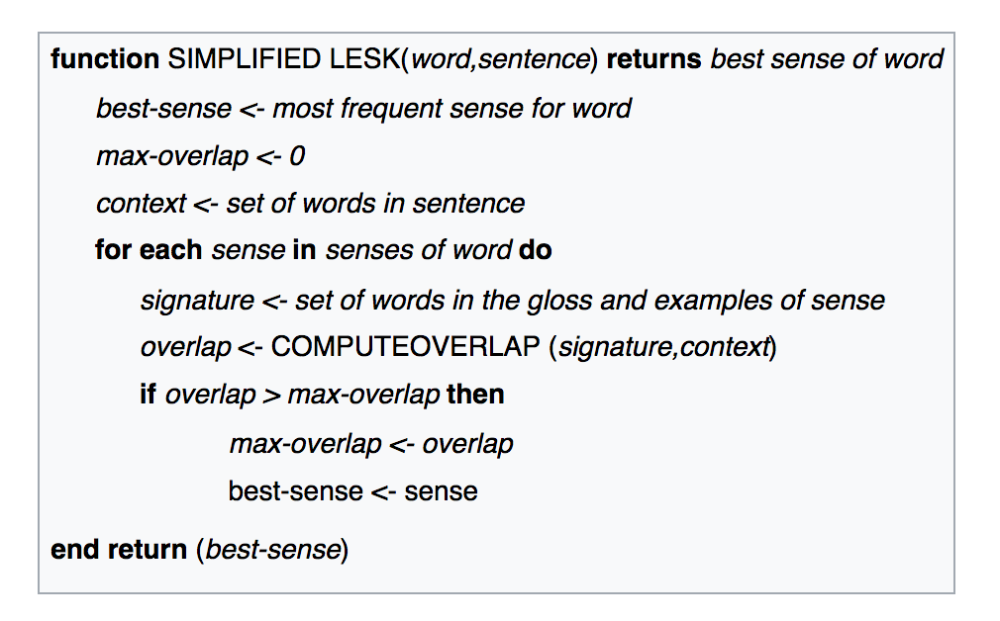 function SIMPLIFIED LESK(word,sentence) returns best sense of word
best-sense <- most frequent sense for word
max-overlap <- 0
context <- set of words in sentence
for each sense in senses of word do
signature <- set of words in the gloss and examples of sense
overlap <- COMPUTEOVERLAP (signature,context)
if overlap > max-overlap then
max-overlap <- overlap
best-sense <- sense
end return (best-sense)